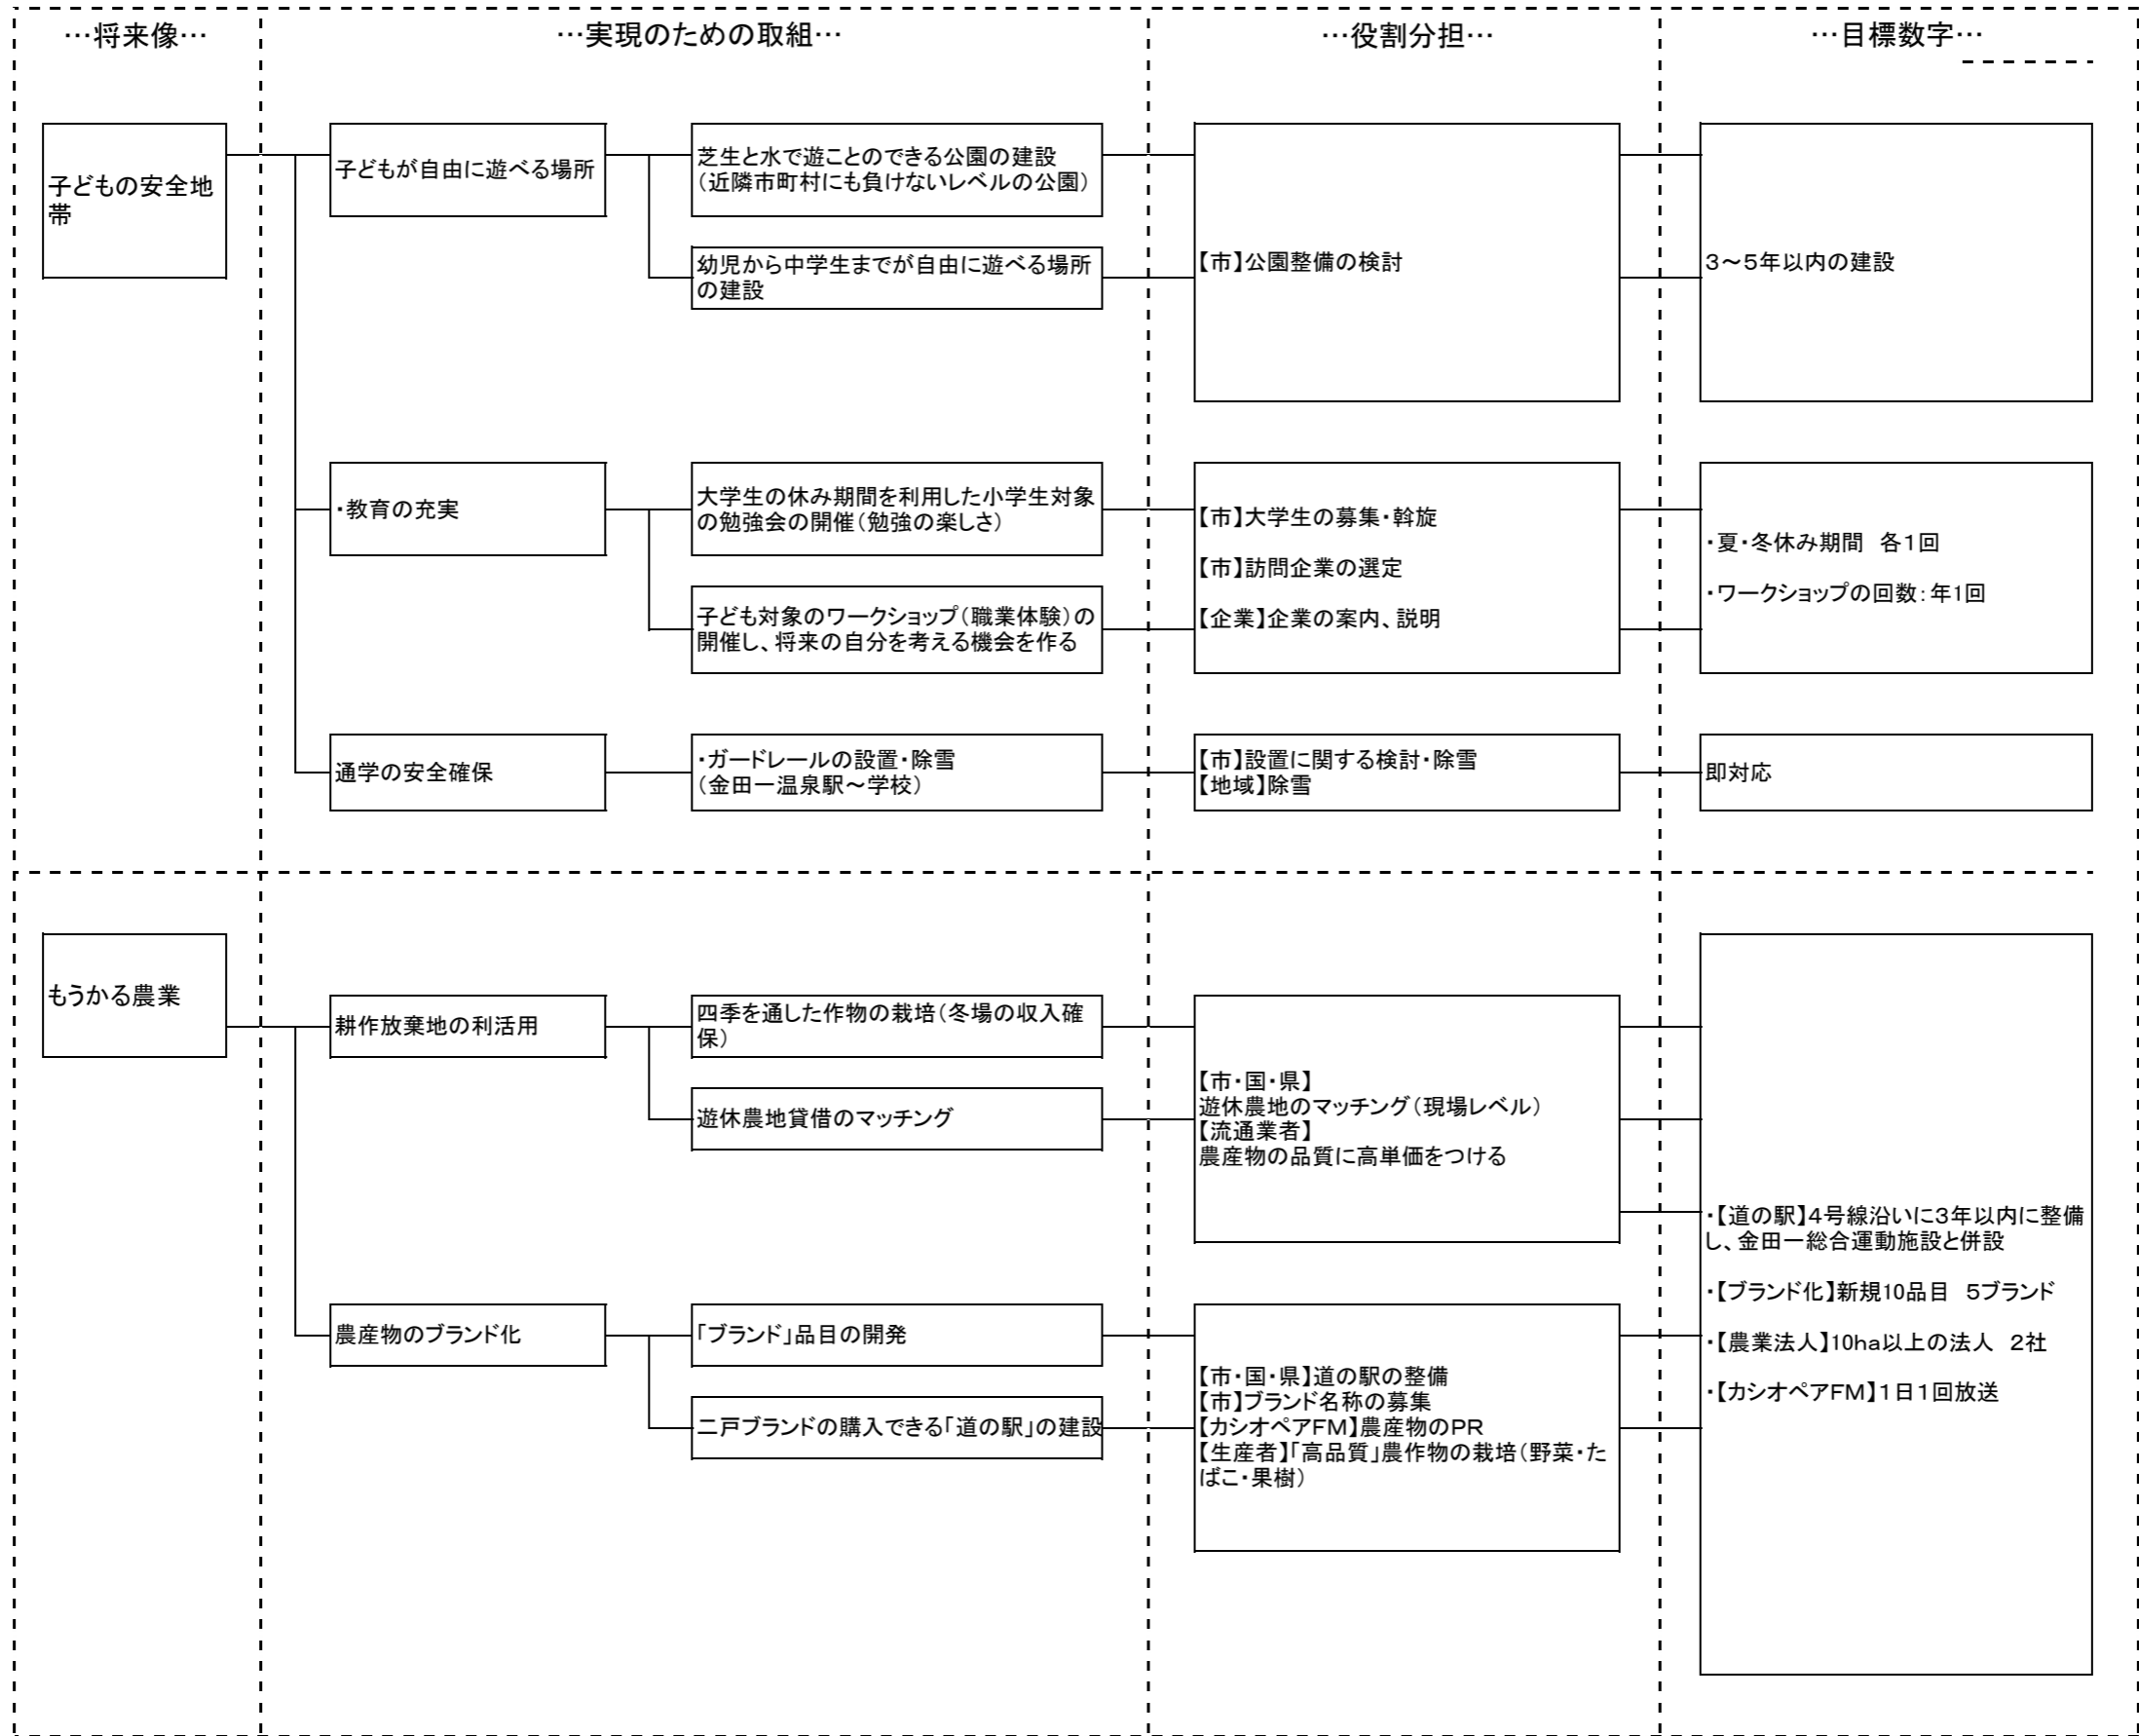 …将来像…
…実現のための取組…
…役割分担…
…目標数字…
子どもの安全地
帯
子どもが自由に遊べる場所
芝生と水で遊ことのできる公園の建設
（近隣市町村にも負けないレベルの公園）
幼児から中学生までが自由に遊べる場所
の建設
【市】公園整備の検討
３～５年以内の建設
・教育の充実
大学生の休み期間を利用した小学生対象
の勉強会の開催（勉強の楽しさ）
子ども対象のワークショップ（職業体験）の
開催し、将来の自分を考える機会を作る
【市】大学生の募集・斡旋
【市】訪問企業の選定
【企業】企業の案内、説明
・夏・冬休み期間　各１回
・ワークショップの回数：年1回
通学の安全確保
・ガードレールの設置・除雪
（金田一温泉駅～学校）
【市】設置に関する検討・除雪
【地域】除雪
即対応
もうかる農業
耕作放棄地の利活用
四季を通した作物の栽培（冬場の収入確
保）
遊休農地貸借のマッチング
【市・国・県】
遊休農地のマッチング（現場レベル）
【流通業者】
農産物の品質に高単価をつける
農産物のブランド化
「ブランド」品目の開発
二戸ブランドの購入できる「道の駅」の建設
【市・国・県】道の駅の整備
【市】ブランド名称の募集
【カシオペアＦＭ】農産物のＰＲ
【生産者】「高品質」農作物の栽培（野菜・た
ばこ・果樹）
・【道の駅】４号線沿いに３年以内に整備
し、金田一総合運動施設と併設
・【ブランド化】新規10品目　５ブランド
・【農業法人】10ha以上の法人　２社
・【カシオペアＦＭ】１日１回放送